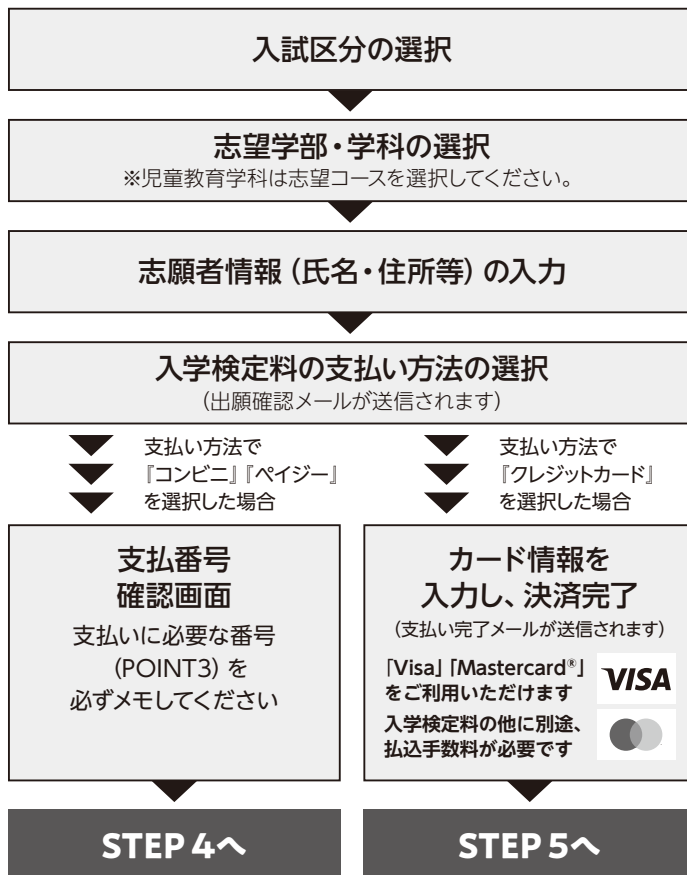 入試区分の選択
志望学部・学科の選択
※児童教育学科は志望コースを選択してください。
志願者情報（氏名・住所等）の入力
入学検定料の支払い方法の選択
（出願確認メールが送信されます）
支払い方法で
『コンビニ』『ペイジー』
を選択した場合
支払い方法で
『クレジットカード』
を選択した場合
支払番号
確認画面
支払いに必要な番号
（POINT3）を
必ずメモしてください
カード情報を
入力し、決済完了
（支払い完了メールが送信されます）
「Visa」「Mastercard®」
をご利用いただけます
VISA
入学検定料の他に別途、
払込手数料が必要です
STEP 4へ
STEP 5へ